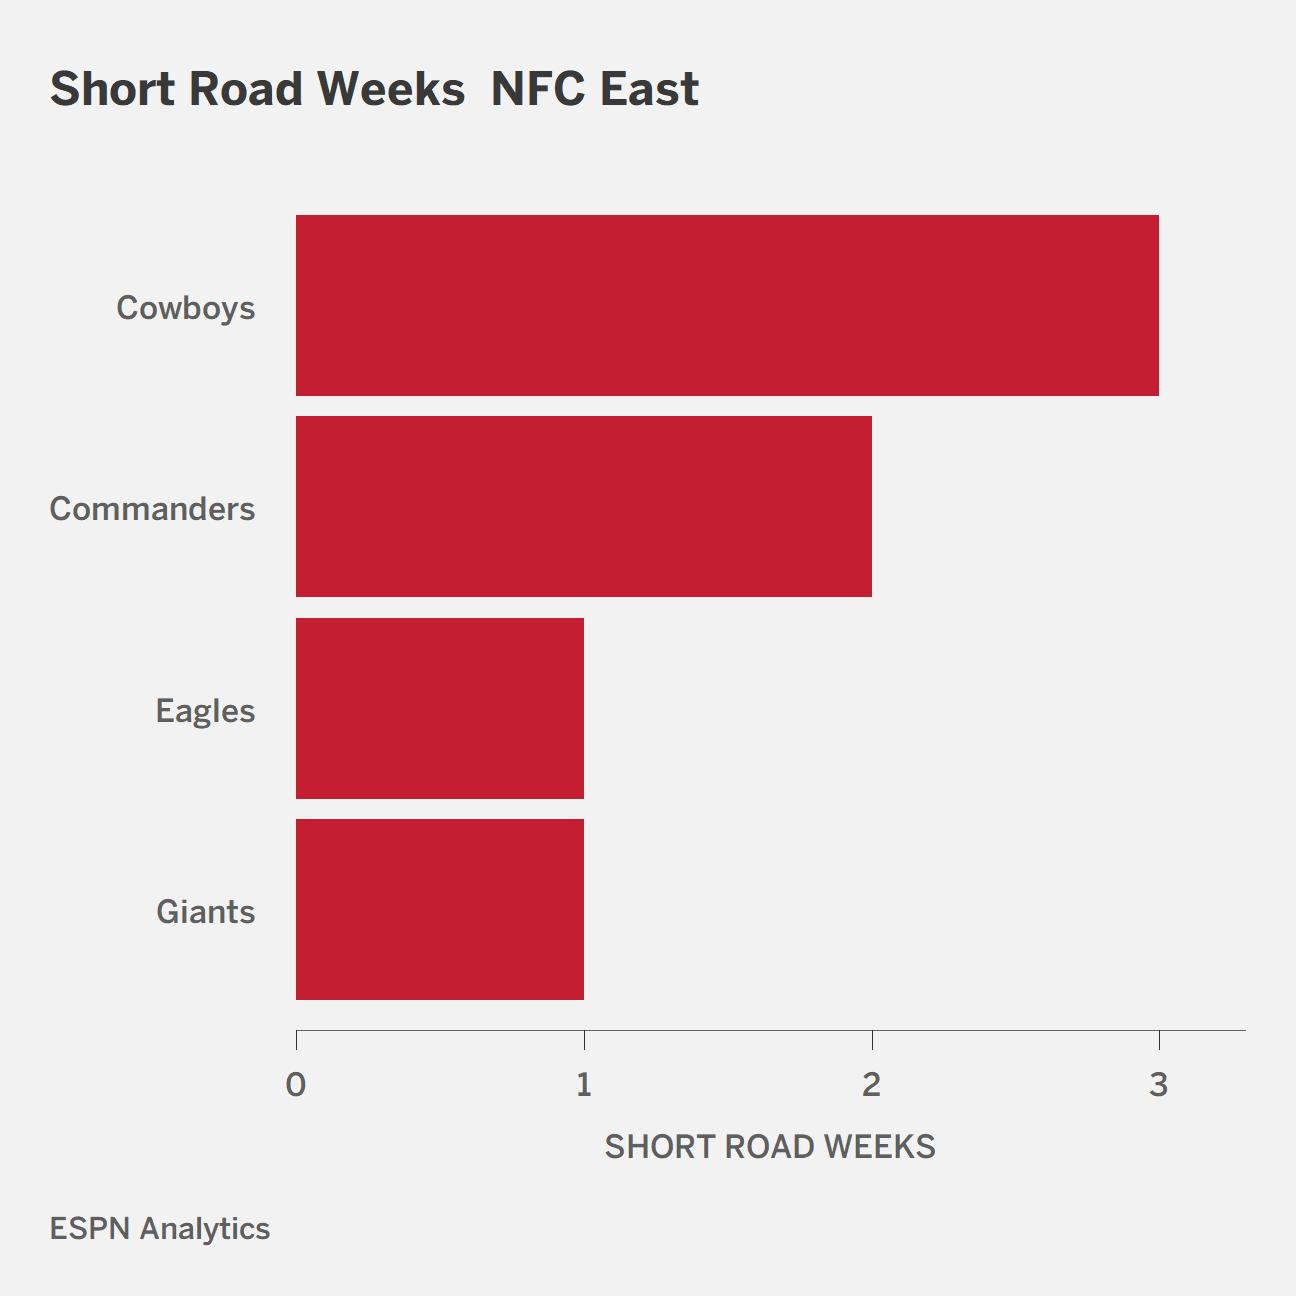 Short Road Weeks  NFC East
Cowboys
Commanders
Eagles
Giants
0 1 2 3
SHORT ROAD WEEKS
ESPN Analytics